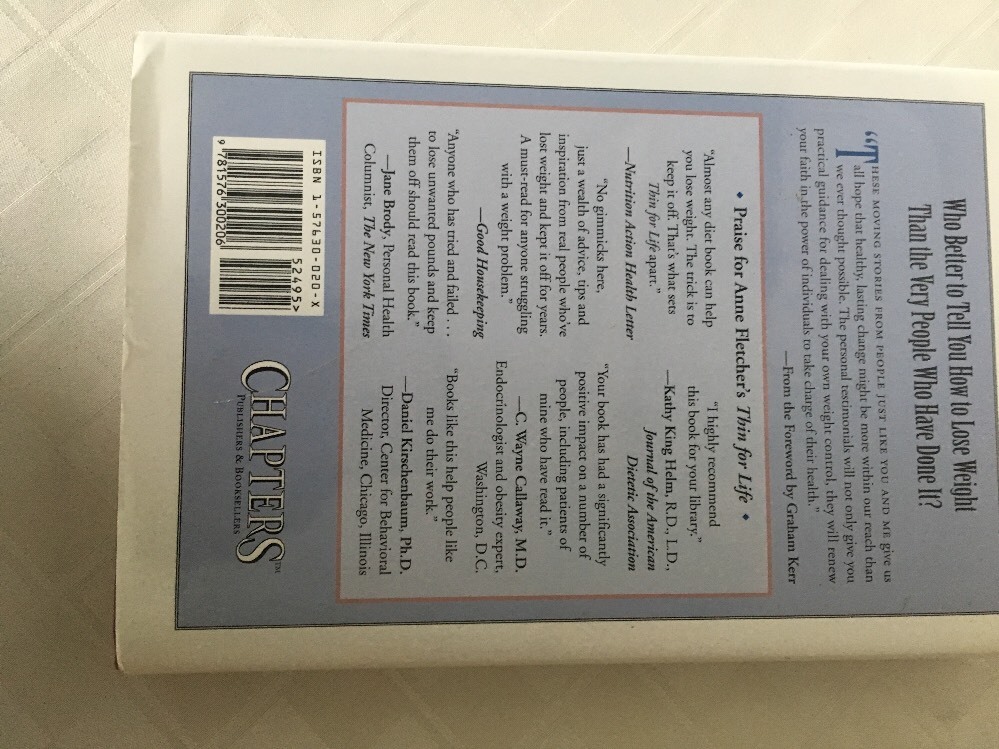 Who Better to Tell You How to Lose Weight
Than the Very People Who Have Done It?
“THESE MOVING STORIES FROM PEOPLE JUST LIKE YOU AND ME give us
all hope that healthy, lasting change might be more within our reach than
we ever thought possible. The personal testimonials will not only give you
practical guidance for dealing with your own weight control, they will renew
your faith in the power of individuals to take charge of their health.”
—From the Foreword by Graham Kerr
• Praise for Anne Fletcher's Thin for Life •
“Almost any diet book can help
you lose weight. The trick is to
keep it off. That's what sets
Thin for Life apart.”
—Nutrition Action Health Letter
“No gimmicks here,
just a wealth of advice, tips and
inspiration from real people who've
lost weight and kept it off for years.
A must-read for anyone struggling
with a weight problem.”
—Good Housekeeping
“Anyone who has tried and failed . . .
to lose unwanted pounds and keep
them off should read this book.”
—Jane Brody, Personal Health
Columnist, The New York Times
“I highly recommend
this book for your library.”
—Kathy King Helm, R.D., L.D.,
Journal of the American
Dietetic Association
“Your book has had a significantly
positive impact on a number of
people, including patients of
mine who have read it.”
—C. Wayne Callaway, M.D.
Endocrinologist and obesity expert,
Washington, D.C.
“Books like this help people like
me do their work.”
—Daniel Kirschenbaum, Ph.D.
Director, Center for Behavioral
Medicine, Chicago, Illinois
ISBN 1-57630-020-X
52495>
9 781576 300206
CHAPTERS™
PUBLISHERS & BOOKSELLERS